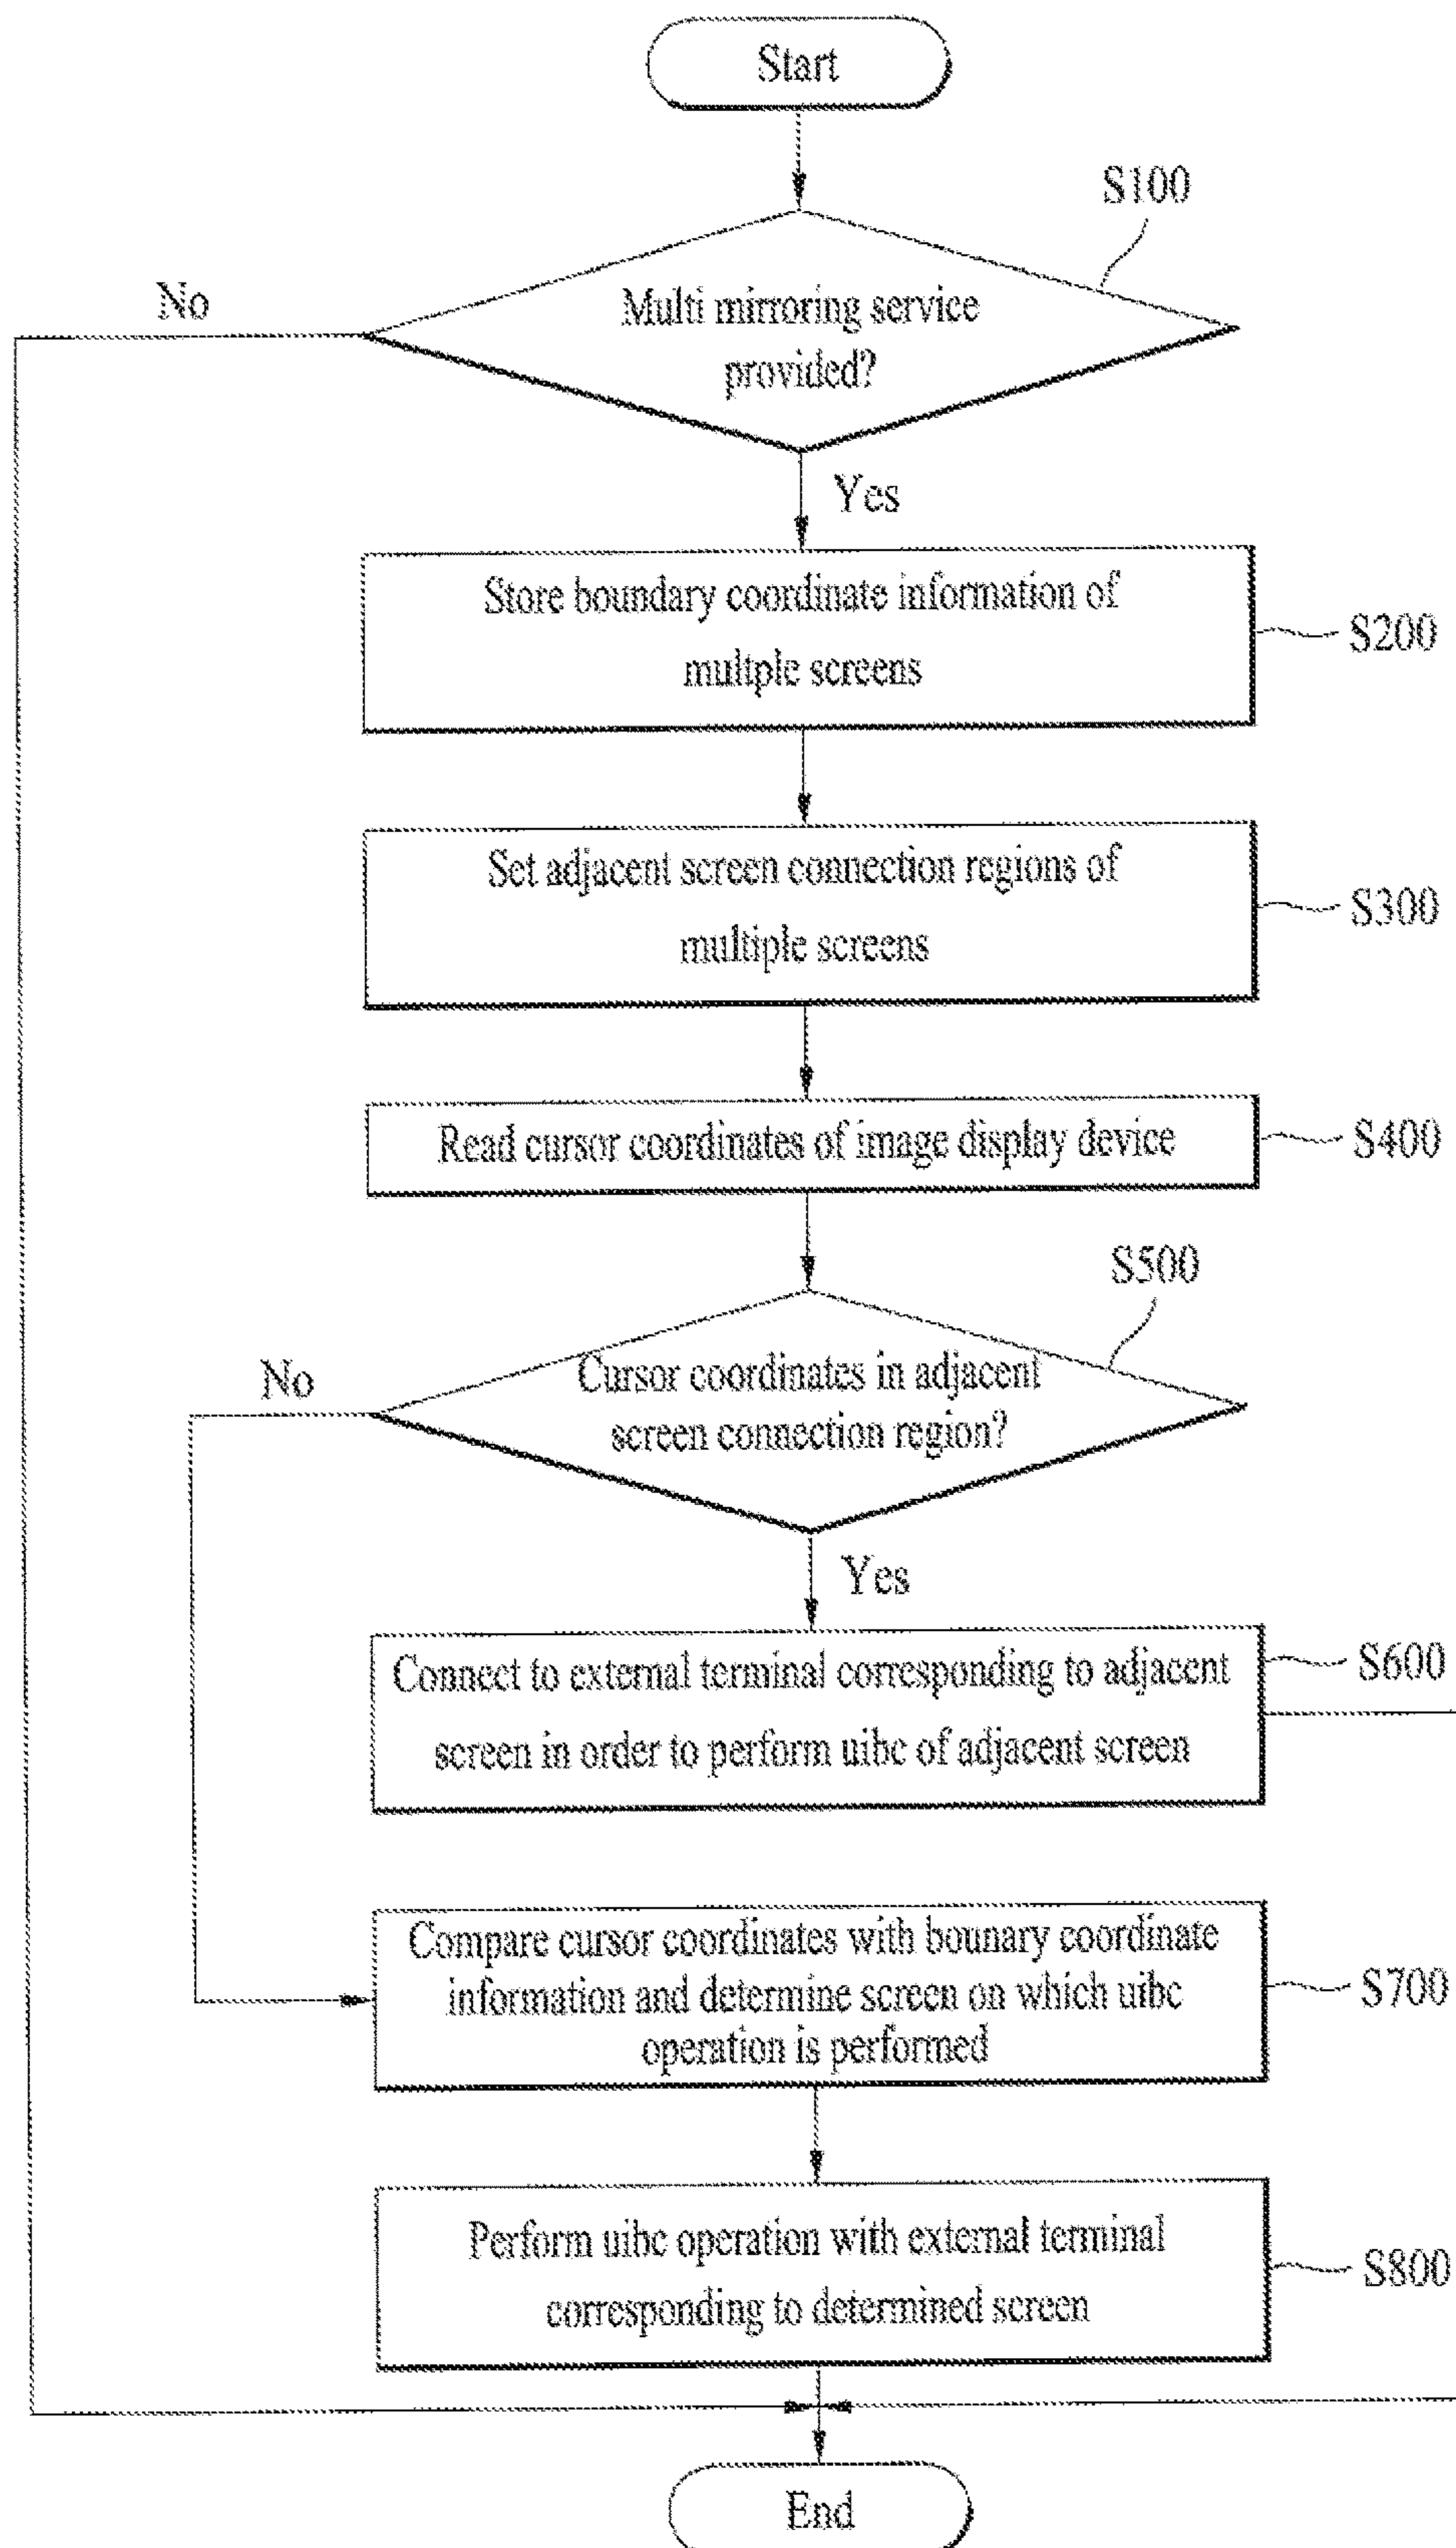 Start
S100
No
Multi mirroring service
provided?
Yes
Store boundary coordinate information of
multple screens
S200
Set adjacent screen connection regions of
multiple screens
S300
Read cursor coordinates of image display device
S400
S500
No
Cursor coordinates in adjacent
screen connection region?
Yes
Connect to external terminal corresponding to adjacent
screen in order to perform uibc of adjacent screen
S600
Compare cursor coordinates with bounary coordinate
information and determine screen on which uibc
operation is performed
S700
Perform uibc operation with external terminal
corresponding to determined screen
S800
End